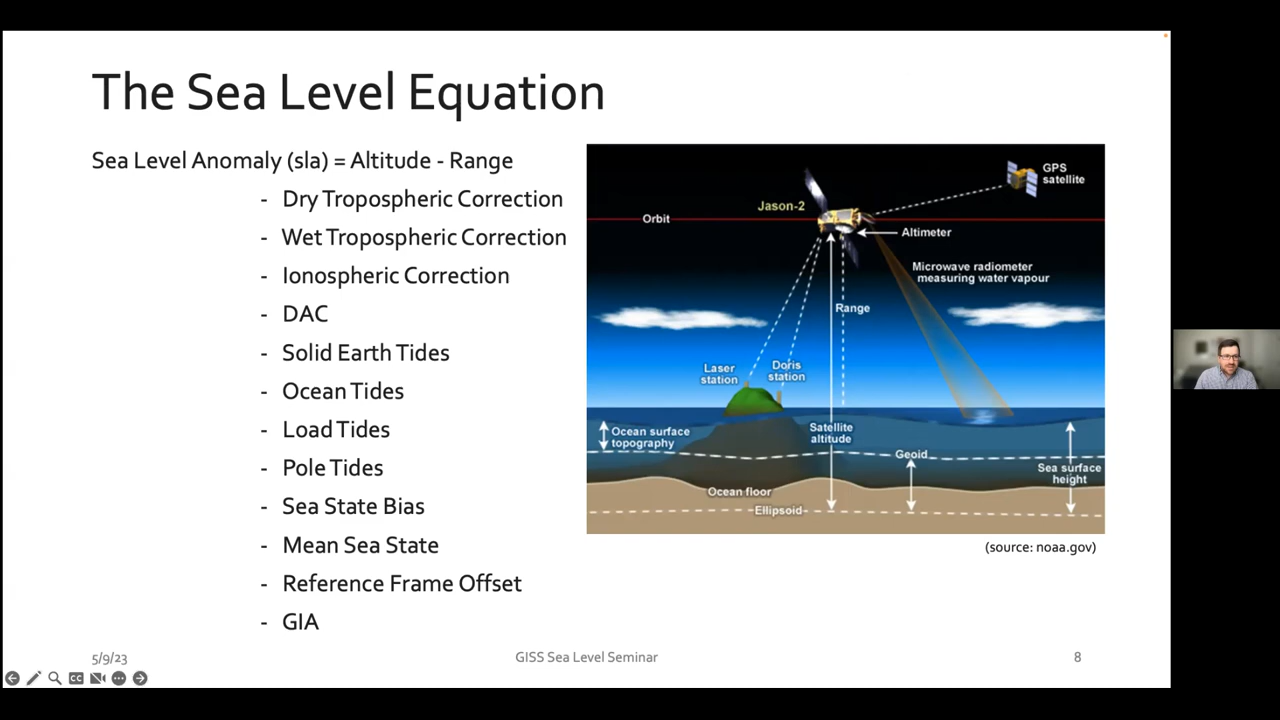 The Sea Level Equation
Sea Level Anomaly (sla) = Altitude - Range
- Dry Tropospheric Correction
- Wet Tropospheric Correction
- Ionospheric Correction
- DAC
- Solid Earth Tides
- Ocean Tides
- Load Tides
- Pole Tides
- Sea State Bias
- Mean Sea State
- Reference Frame Offset
- GIA
GPS
satellite
Jason-2
Orbit
Altimeter
Microwave radiometer
measuring water vapour
Range
Laser
station
Doris
station
Ocean surface
topography
Satellite
altitude
Geoid
Sea surface
height
Ocean floor
Ellipsoid
(source: noaa.gov)
5/9/23
GISS Sea Level Seminar
8
CC